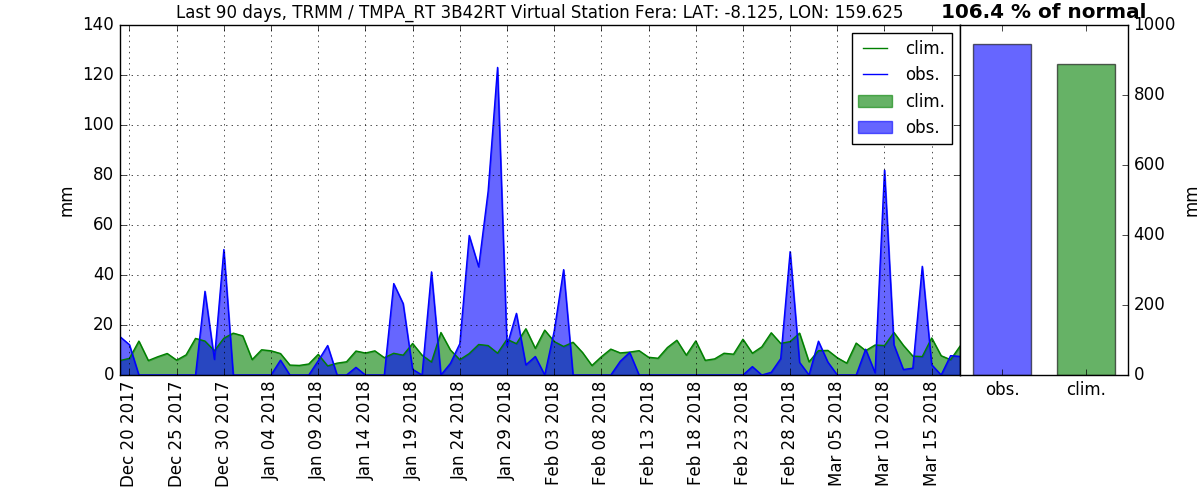 Last 90 days, TRMM / TMPA_RT 3B42RT Virtual Station Fera: LAT: -8.125, LON: 159.625
106.4 % of normal
140
120
100
80
60
40
20
0
mm
clim.
obs.
clim.
obs.
1000
800
600
400
200
0
mm
obs.
clim.
Dec 20 2017
Dec 25 2017
Dec 30 2017
Jan 04 2018
Jan 09 2018
Jan 14 2018
Jan 19 2018
Jan 24 2018
Jan 29 2018
Feb 03 2018
Feb 08 2018
Feb 13 2018
Feb 18 2018
Feb 23 2018
Feb 28 2018
Mar 05 2018
Mar 10 2018
Mar 15 2018